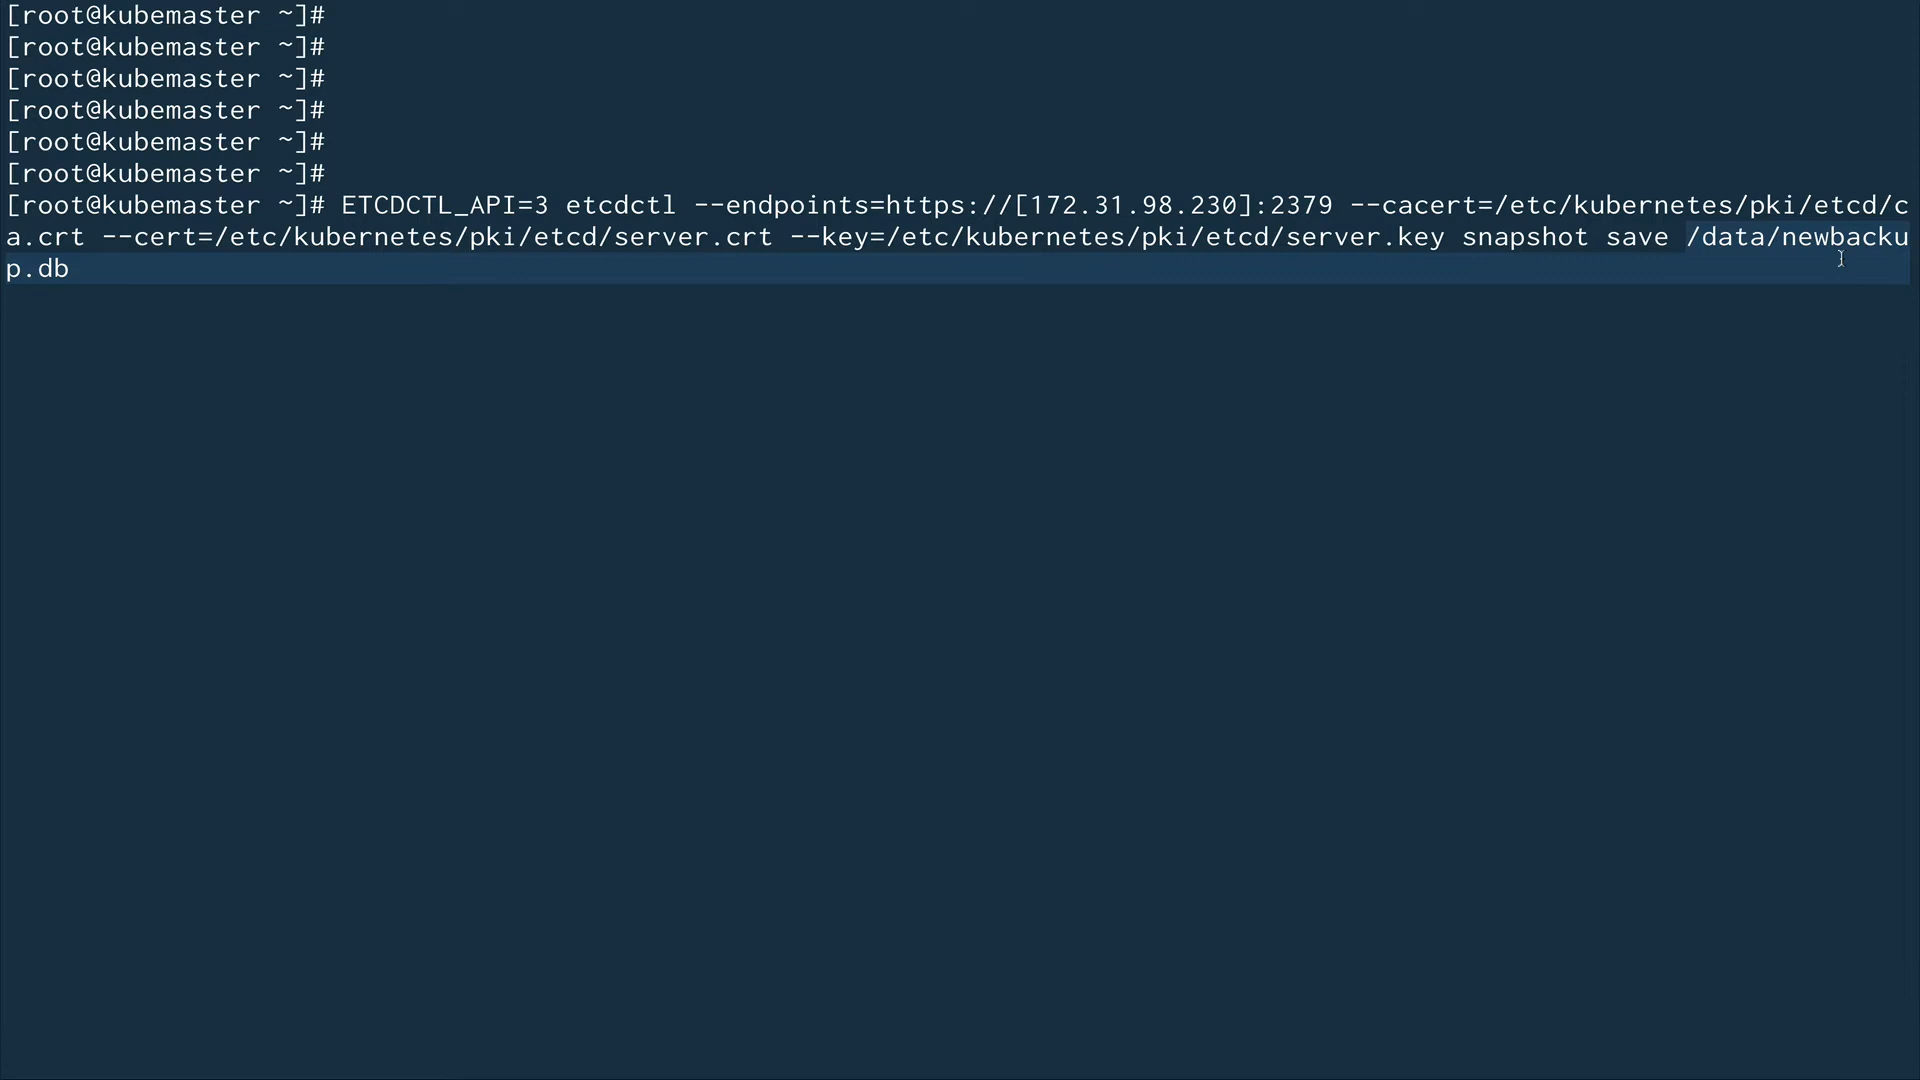 [root@kubemaster ~]#
[root@kubemaster ~]#
[root@kubemaster ~]#
[root@kubemaster ~]#
[root@kubemaster ~]#
[root@kubemaster ~]#
[root@kubemaster ~]# ETCDCTL_API=3 etcdctl --endpoints=https://[172.31.98.230]:2379 --cacert=/etc/kubernetes/pki/etcd/c
a.crt --cert=/etc/kubernetes/pki/etcd/server.crt --key=/etc/kubernetes/pki/etcd/server.key snapshot save /data/newbacku
p.db